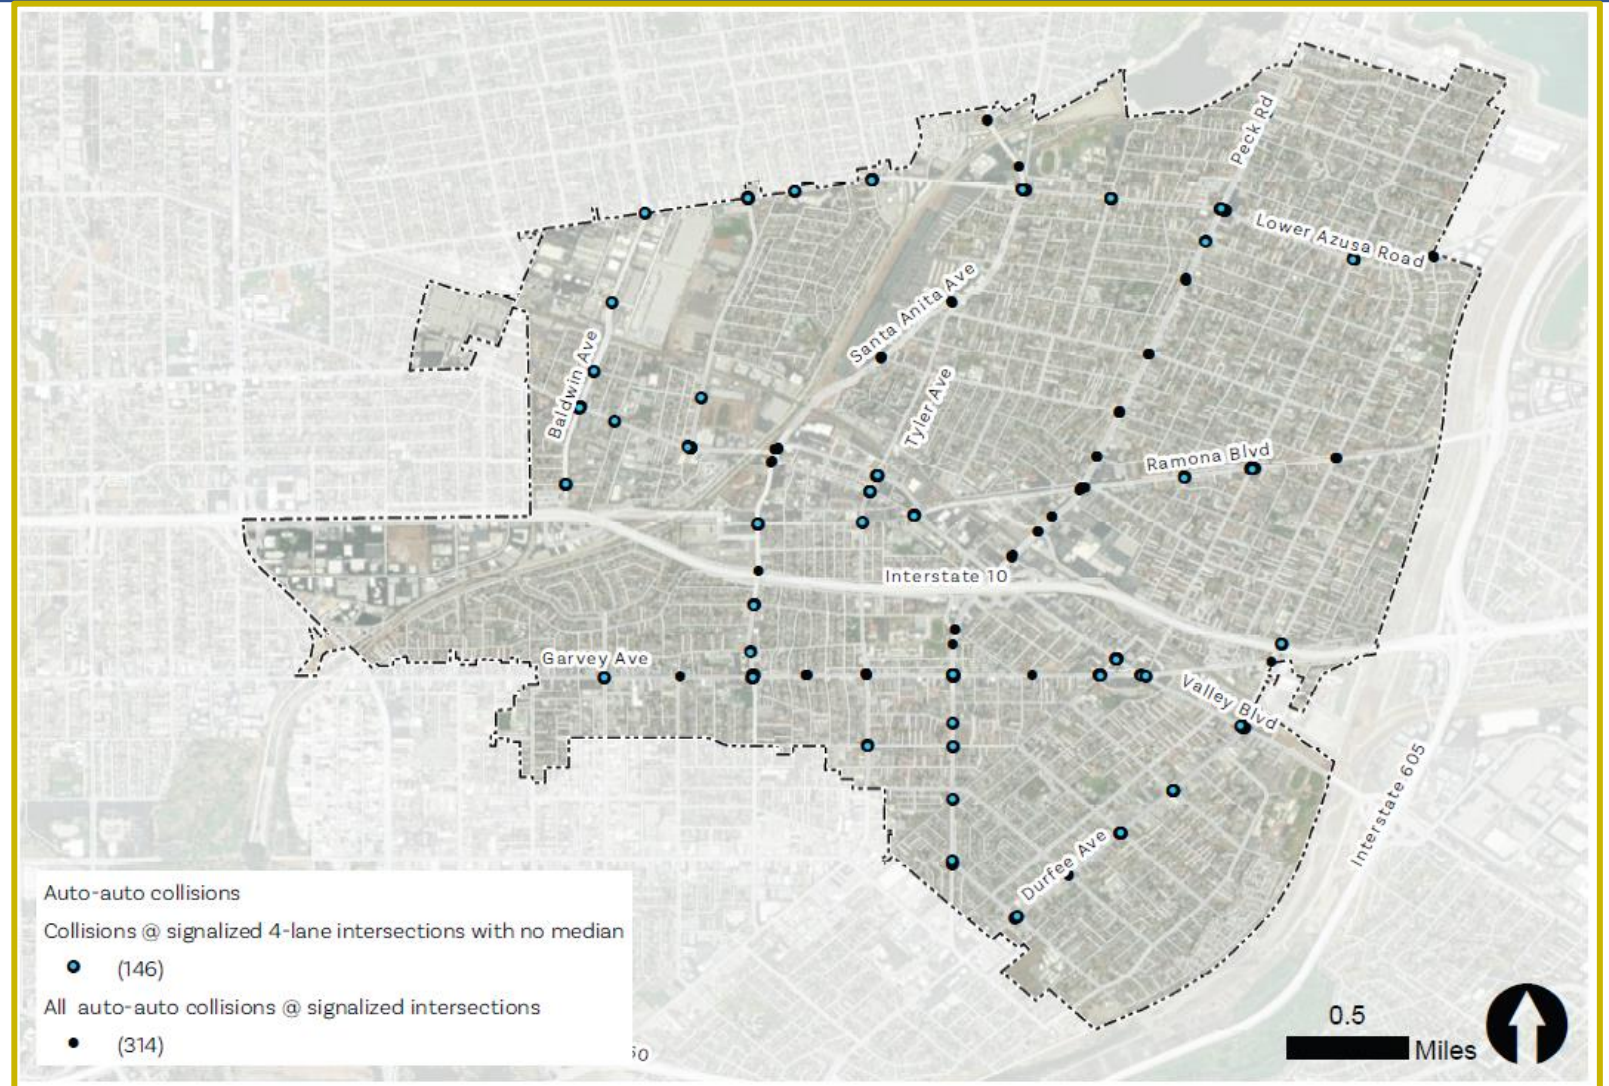 Peck Rd
Lower Azusa Road
Santa Anita Ave
Baldwin Ave
Tyler Ave
Ramona Blvd
Interstate 10
Garvey Ave
Valley Blvd
Interstate 605
Durfee Ave
Auto-auto collisions
Collisions @ signalized 4-lane intersections with no median
(146)
All auto-auto collisions @ signalized intersections
(314)
0.5
Miles